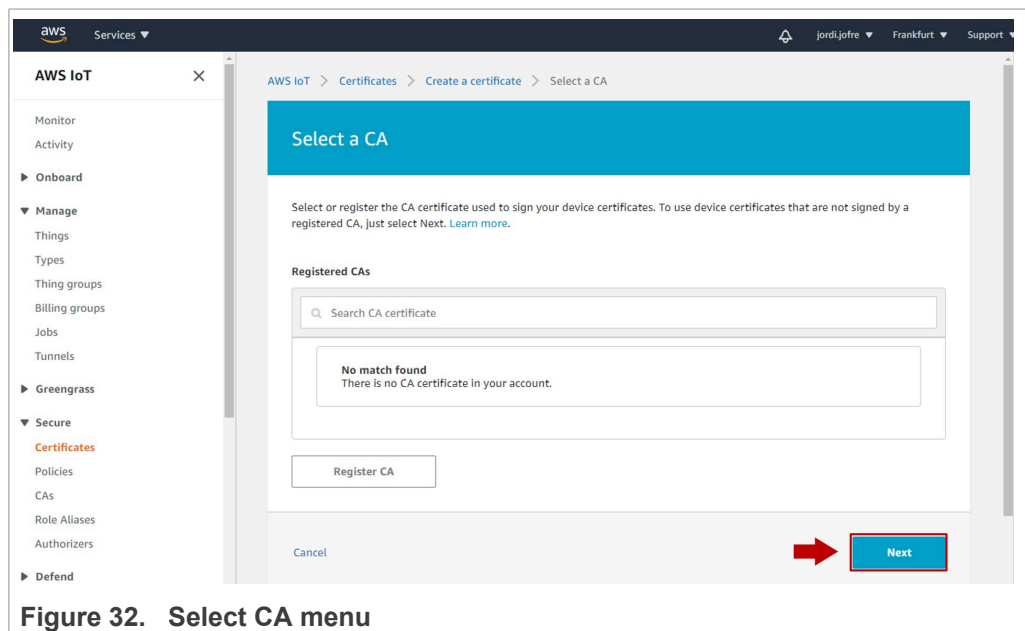 aws Services ▼ jordi.jofre ▼ Frankfurt ▼ Support ▼
AWS IoT
Monitor
Activity
Onboard
Manage
Things
Types
Thing groups
Billing groups
Jobs
Tunnels
Greengrass
Secure
Certificates
Policies
CAs
Role Aliases
Authorizers
Defend
AWS IoT > Certificates > Create a certificate > Select a CA
Select a CA
Select or register the CA certificate used to sign your device certificates. To use device certificates that are not signed by a
registered CA, just select Next. Learn more.
Registered CAs
Search CA certificate
No match found
There is no CA certificate in your account.
Register CA
Cancel
Next
Figure 32. Select CA menu